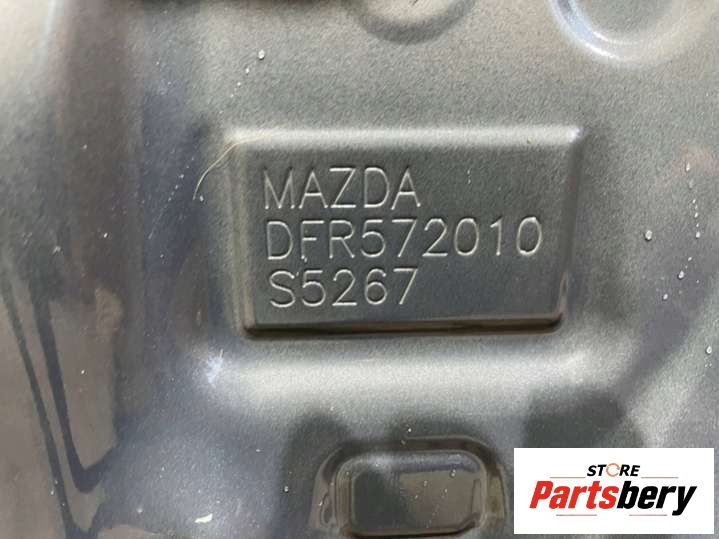 MAZDA
DFR572010
S5267
STORE
Partsbery